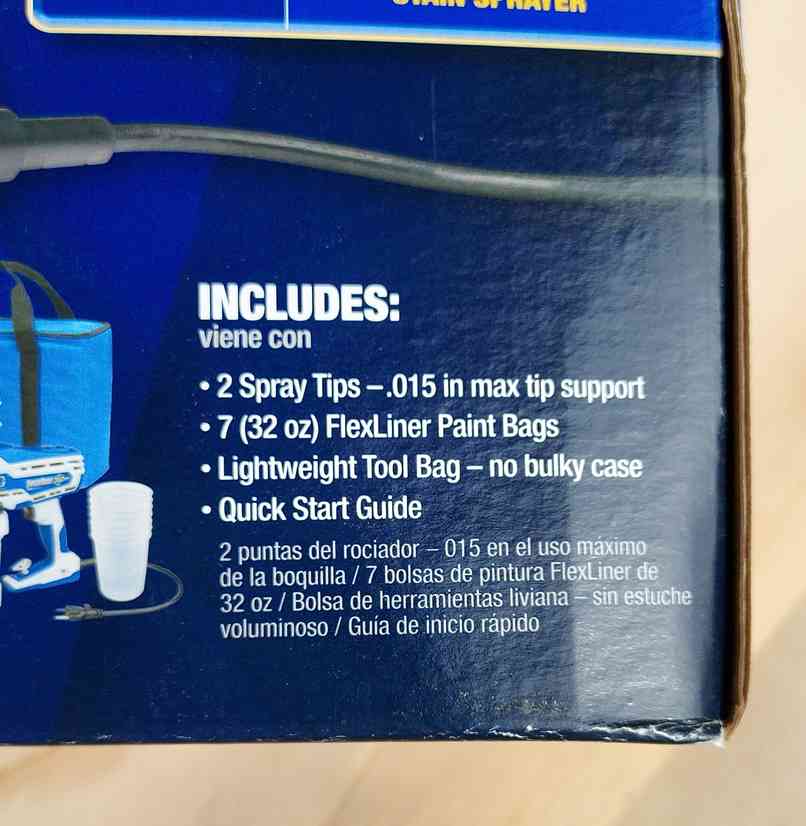 STAIN SPRAYER
INCLUDES:
viene con
• 2 Spray Tips – .015 in max tip support
• 7 (32 oz) FlexLiner Paint Bags
• Lightweight Tool Bag – no bulky case
• Quick Start Guide
2 puntas del rociador – 015 en el uso máximo
de la boquilla / 7 bolsas de pintura FlexLiner de
32 oz / Bolsa de herramientas liviana – sin estuche
voluminoso / Guía de inicio rápido